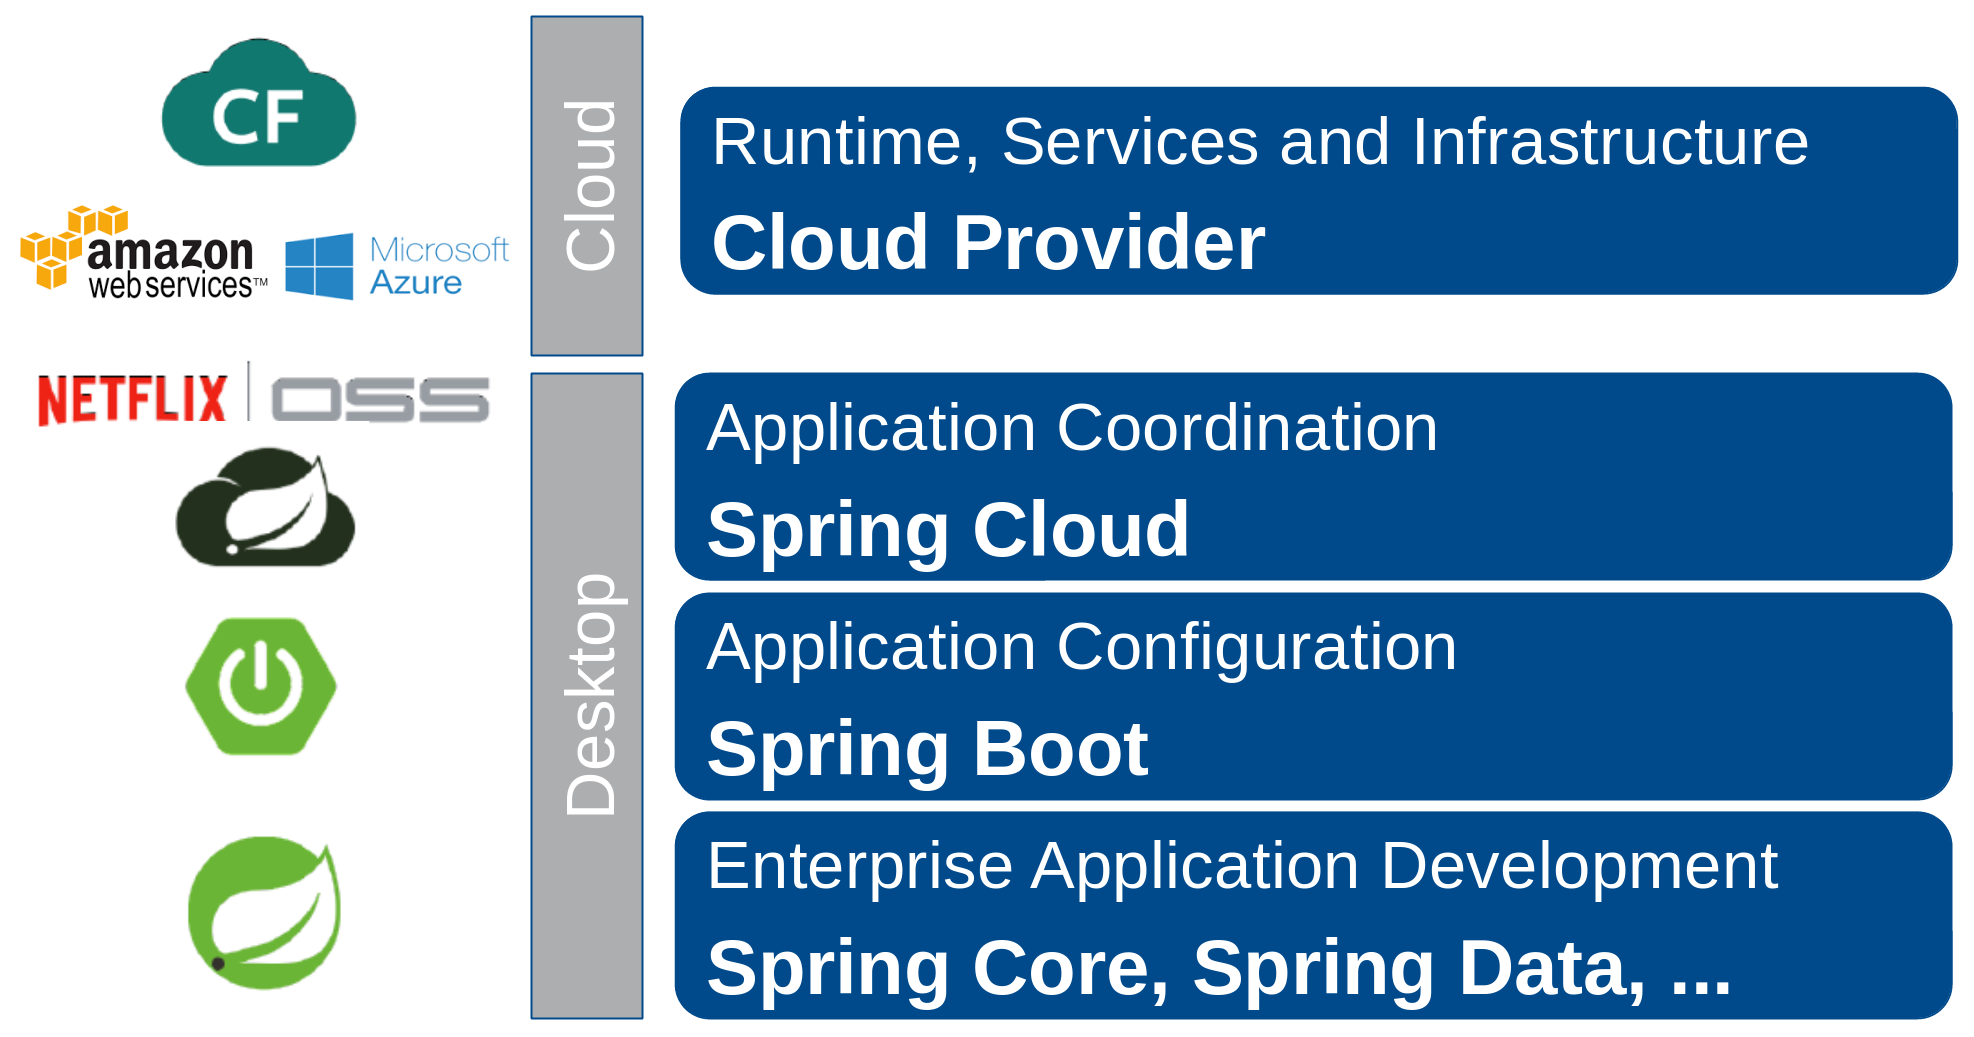 CF
amazon
web services™
Microsoft
Azure
Cloud
Runtime, Services and Infrastructure
Cloud Provider
NETFLIX | OSS
Desktop
Application Coordination
Spring Cloud
Application Configuration
Spring Boot
Enterprise Application Development
Spring Core, Spring Data, ...